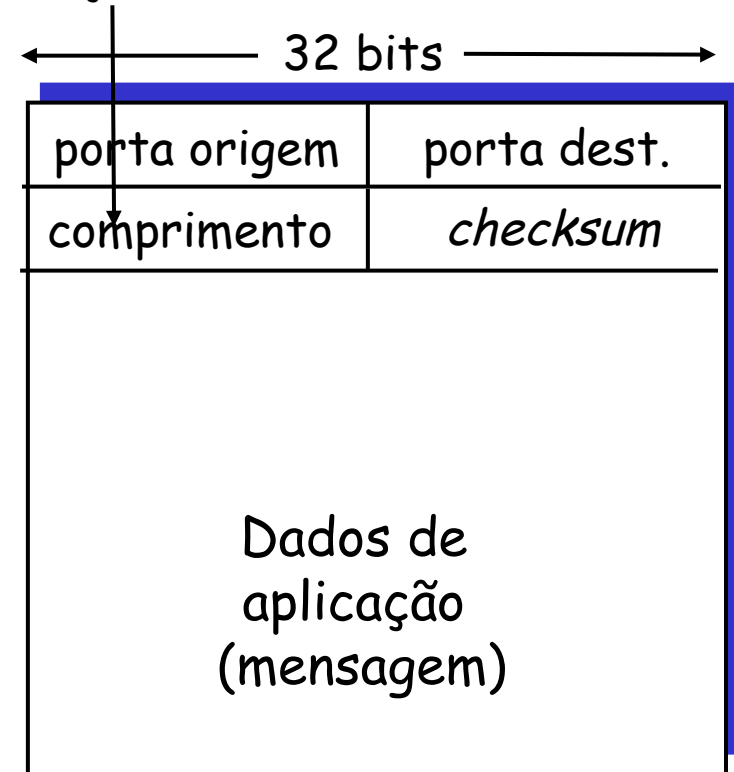 32 bits
porta origem
porta dest.
comprimento
checksum
Dados de
aplicação
(mensagem)